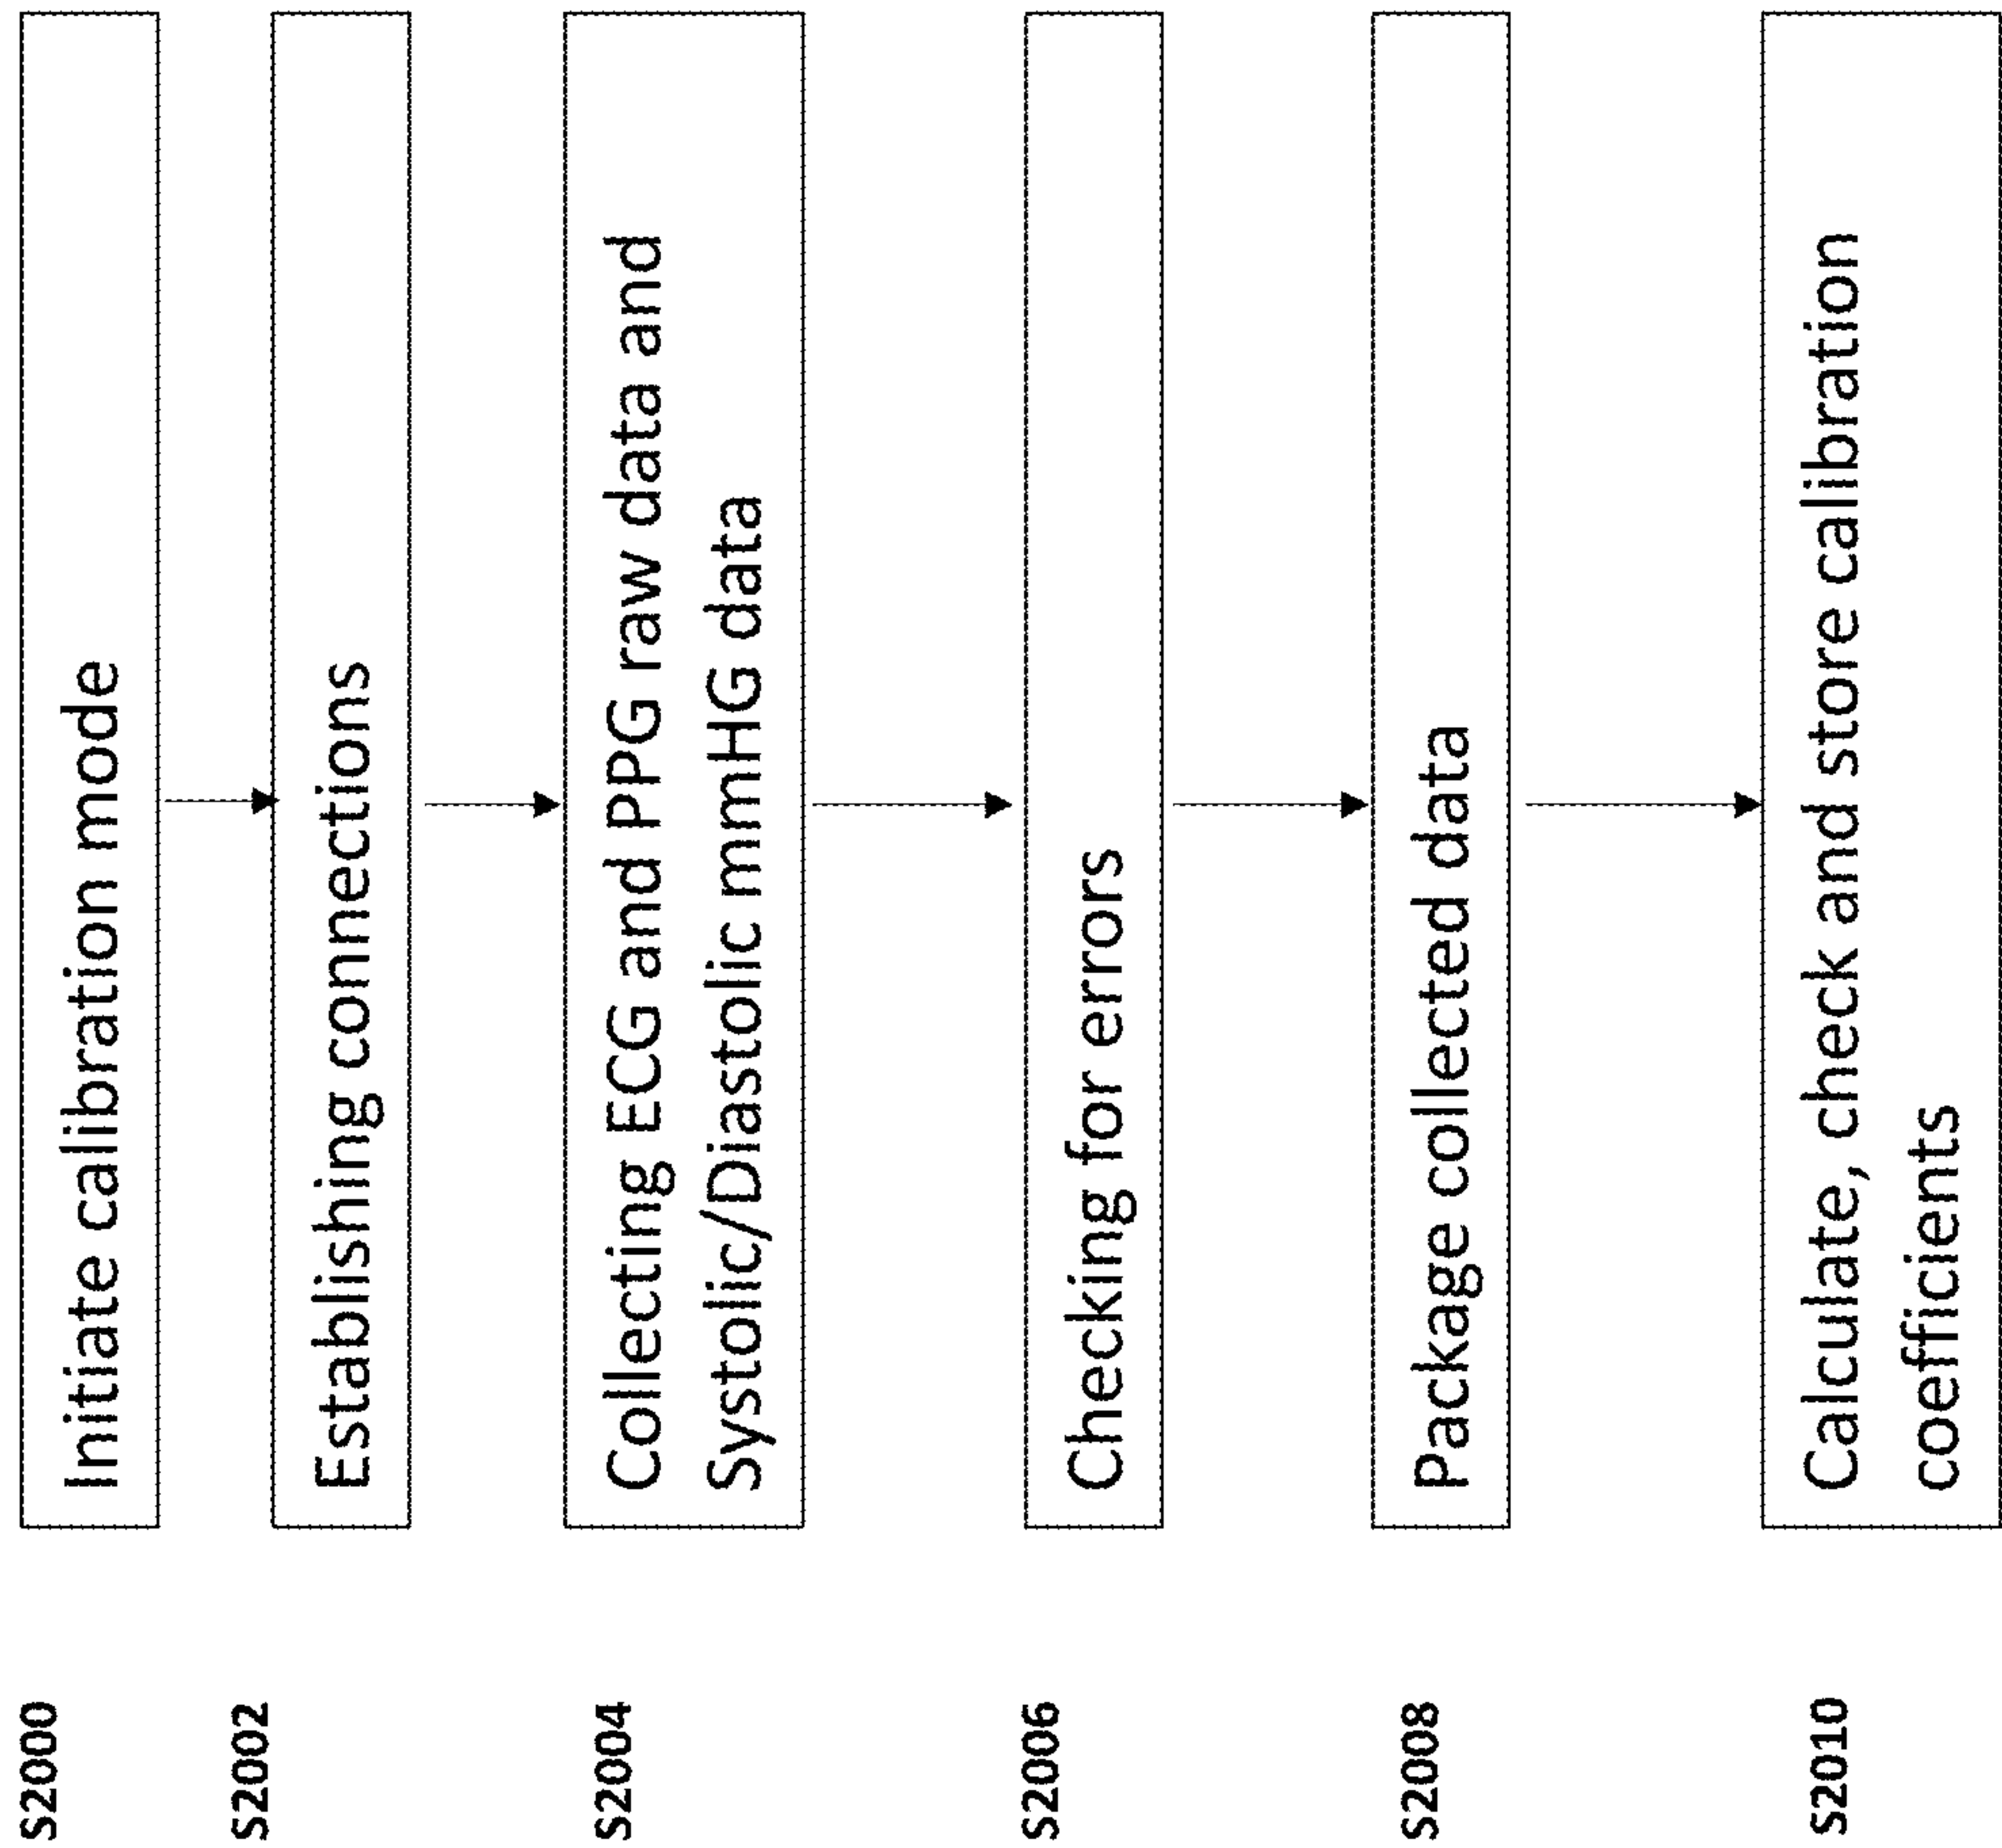 S2000
Initiate calibration mode
S2002
Establishing connections
S2004
Collecting ECG and PPG raw data and
Systolic/Diastolic mmHG data
S2006
Checking for errors
S2008
Package collected data
S2010
Calculate, check and store calibration
coefficients